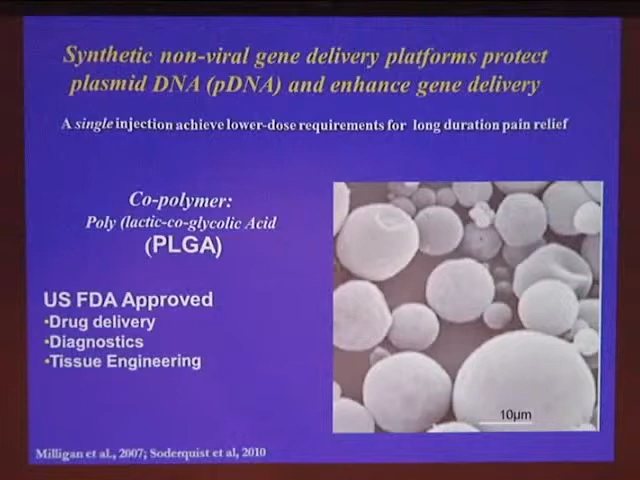 Synthetic non-viral gene delivery platforms protect
plasmid DNA (pDNA) and enhance gene delivery
A single injection achieve lower-dose requirements for long duration pain relief
Co-polymer:
Poly (lactic-co-glycolic Acid
(PLGA)
US FDA Approved
•Drug delivery
•Diagnostics
•Tissue Engineering
10µm
Milligan et al., 2007; Soderquist et al, 2010